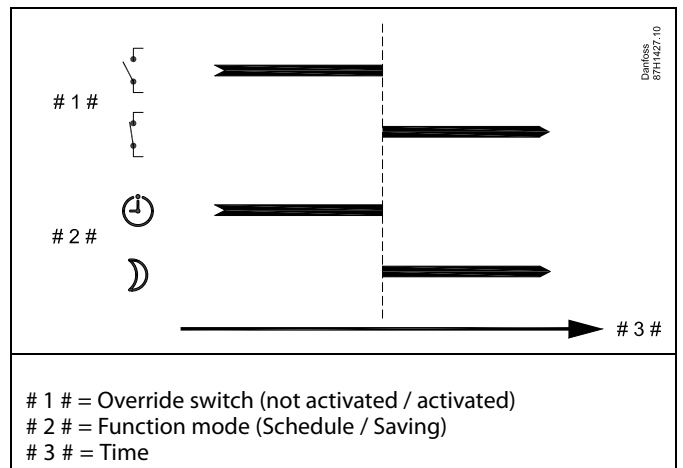 Danfoss
87H1427.10
# 1 #
# 2 #
# 3 #
# 1 # = Override switch (not activated / activated)
# 2 # = Function mode (Schedule / Saving)
# 3 # = Time